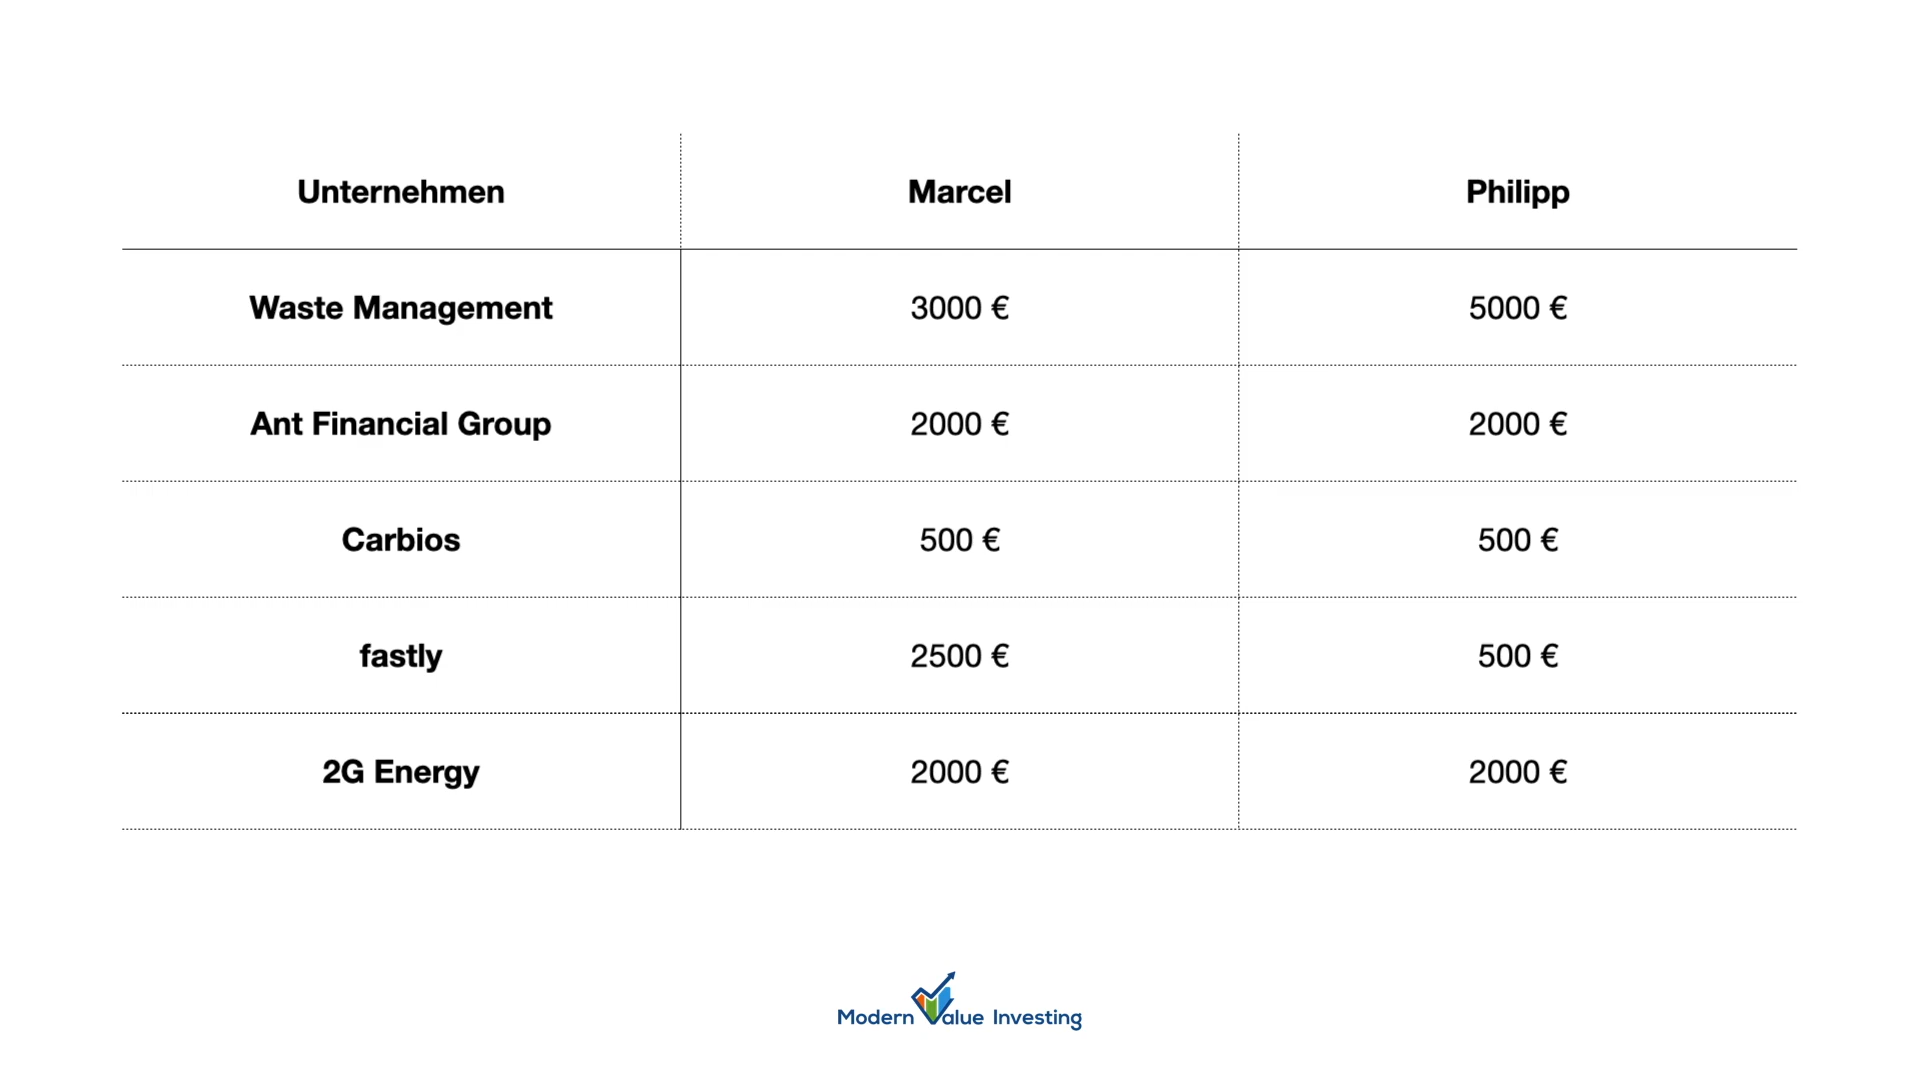 Unternehmen Marcel Philipp
Waste Management 3000 € 5000 €
Ant Financial Group 2000 € 2000 €
Carbios 500 € 500 €
fastly 2500 € 500 €
2G Energy 2000 € 2000 €
Modern Value Investing